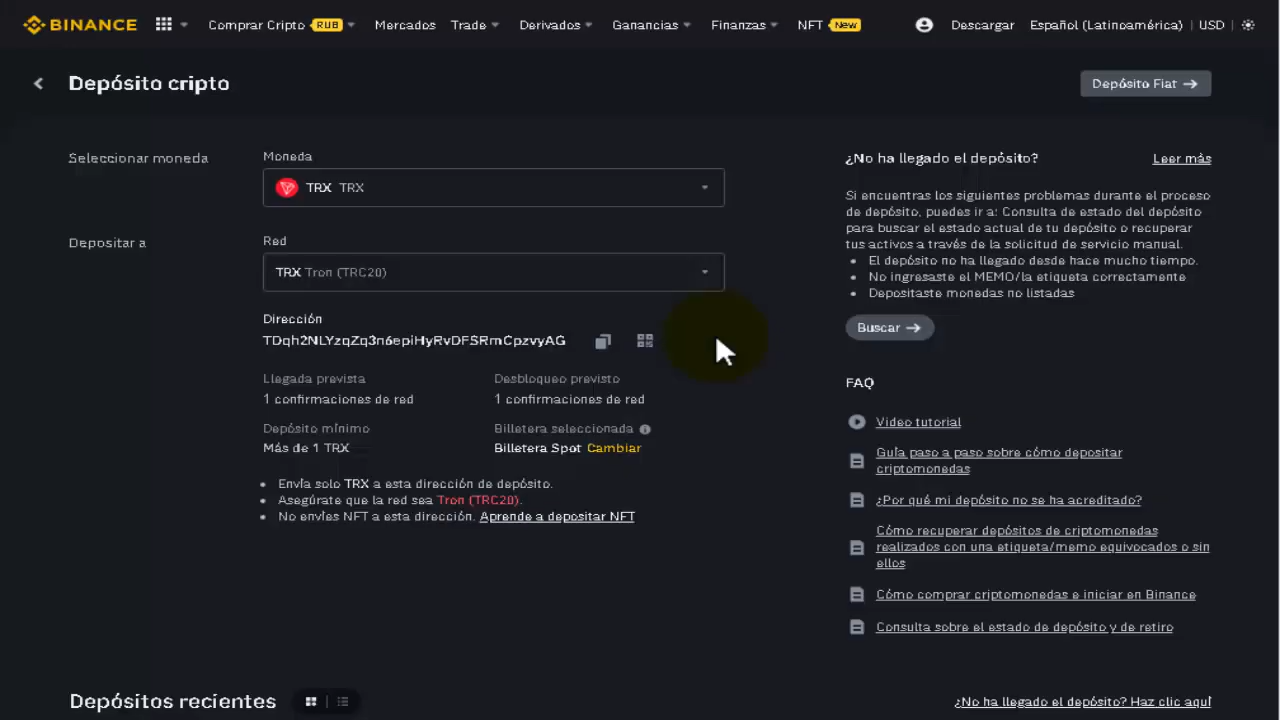 BINANCE Comprar Cripto RUB Mercados Trade Derivados Ganancias Finanzas NFT New Descargar Español (Latinoamérica) | USD |
Depósito cripto
Depósito Fiat →
Seleccionar moneda
Moneda
TRX TRX
Depositar a
Red
TRX Tron (TRC20)
Dirección
TDqh2NLYzqZq3n6epiHyRvDFSRmCpzvyAG
Llegada prevista
1 confirmaciones de red
Desbloqueo previsto
1 confirmaciones de red
Depósito mínimo
Más de 1 TRX
Billetera seleccionada
Billetera Spot Cambiar
• Envía solo TRX a esta dirección de depósito.
• Asegúrate que la red sea Tron (TRC20).
• No envíes NFT a esta dirección. Aprende a depositar NFT
¿No ha llegado el depósito? Leer más
Si encuentras los siguientes problemas durante el proceso
de depósito, puedes ir a: Consulta de estado del depósito
para buscar el estado actual de tu depósito o recuperar
tus activos a través de la solicitud de servicio manual.
• El depósito no ha llegado desde hace mucho tiempo.
• No ingresaste el MEMO/la etiqueta correctamente
• Depositaste monedas no listadas
Buscar →
FAQ
Video tutorial
Guía paso a paso sobre cómo depositar
criptomonedas
¿Por qué mi depósito no se ha acreditado?
Cómo recuperar depósitos de criptomonedas
realizados con una etiqueta/memo equivocados o sin
ellos
Cómo comprar criptomonedas e iniciar en Binance
Consulta sobre el estado de depósito y de retiro
Depósitos recientes
¿No ha llegado el depósito? Haz clic aquí